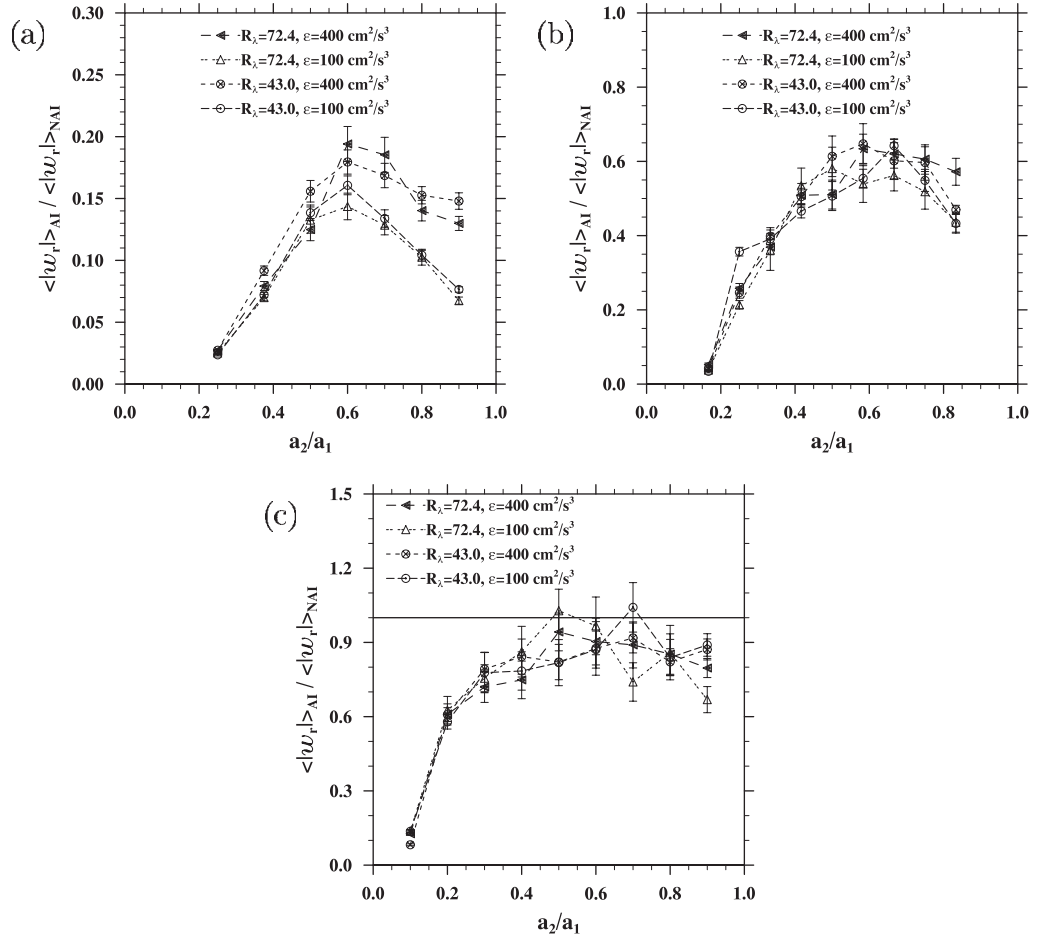 (a)
0.30
0.25
0.20
0.15
0.10
0.05
0.00
<|w_r|>_AI / <|w_r|>_NAI
R_λ=72.4, ε=400 cm²/s³
R_λ=72.4, ε=100 cm²/s³
R_λ=43.0, ε=400 cm²/s³
R_λ=43.0, ε=100 cm²/s³
0.0 0.2 0.4 0.6 0.8 1.0
a₂/a₁
(b)
1.0
0.8
0.6
0.4
0.2
0.0
<|w_r|>_AI / <|w_r|>_NAI
R_λ=72.4, ε=400 cm²/s³
R_λ=72.4, ε=100 cm²/s³
R_λ=43.0, ε=400 cm²/s³
R_λ=43.0, ε=100 cm²/s³
0.0 0.2 0.4 0.6 0.8 1.0
a₂/a₁
(c)
1.5
1.2
0.9
0.6
0.3
0.0
<|w_r|>_AI / <|w_r|>_NAI
R_λ=72.4, ε=400 cm²/s³
R_λ=72.4, ε=100 cm²/s³
R_λ=43.0, ε=400 cm²/s³
R_λ=43.0, ε=100 cm²/s³
0.0 0.2 0.4 0.6 0.8 1.0
a₂/a₁